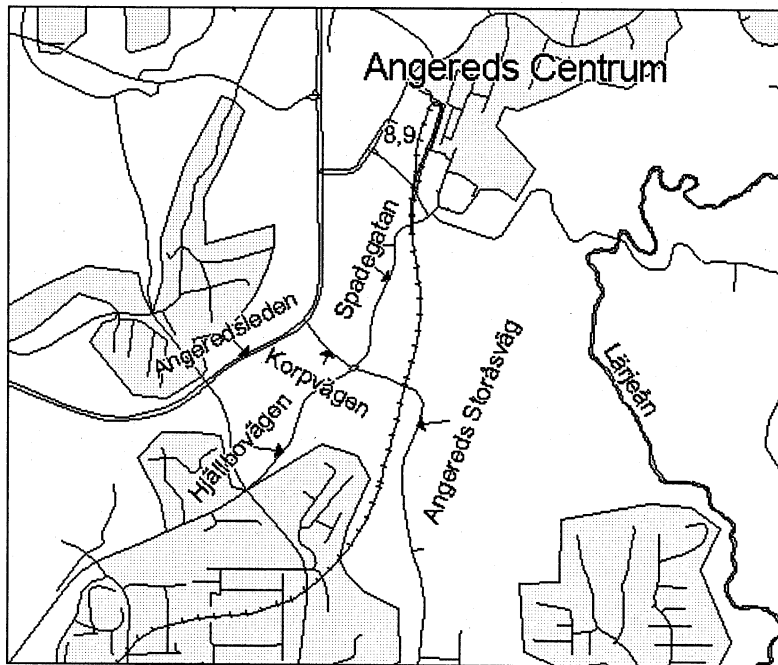 Angereds Centrum
8,9
Spadegatan
Angeredsleden
Korpvägen
Hjällbovägen
Angereds Storåsväg
Lärjeån